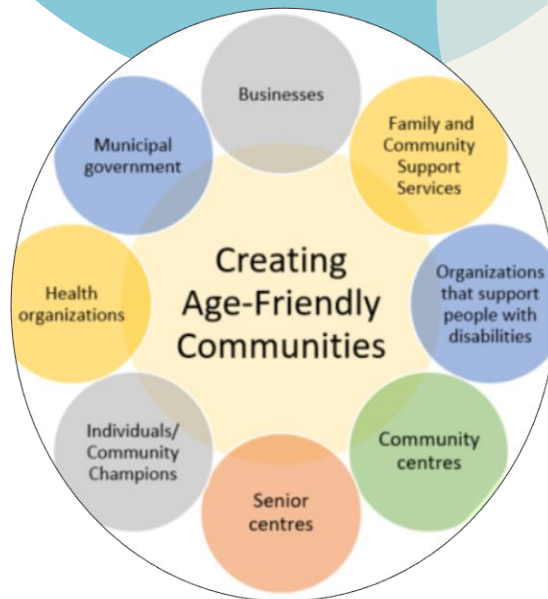 Businesses
Family and
Community
Support
Services
Municipal
government
Creating
Age-Friendly
Communities
Organizations
that support
people with
disabilities
Health
organizations
Community
centres
Individuals/
Community
Champions
Senior
centres